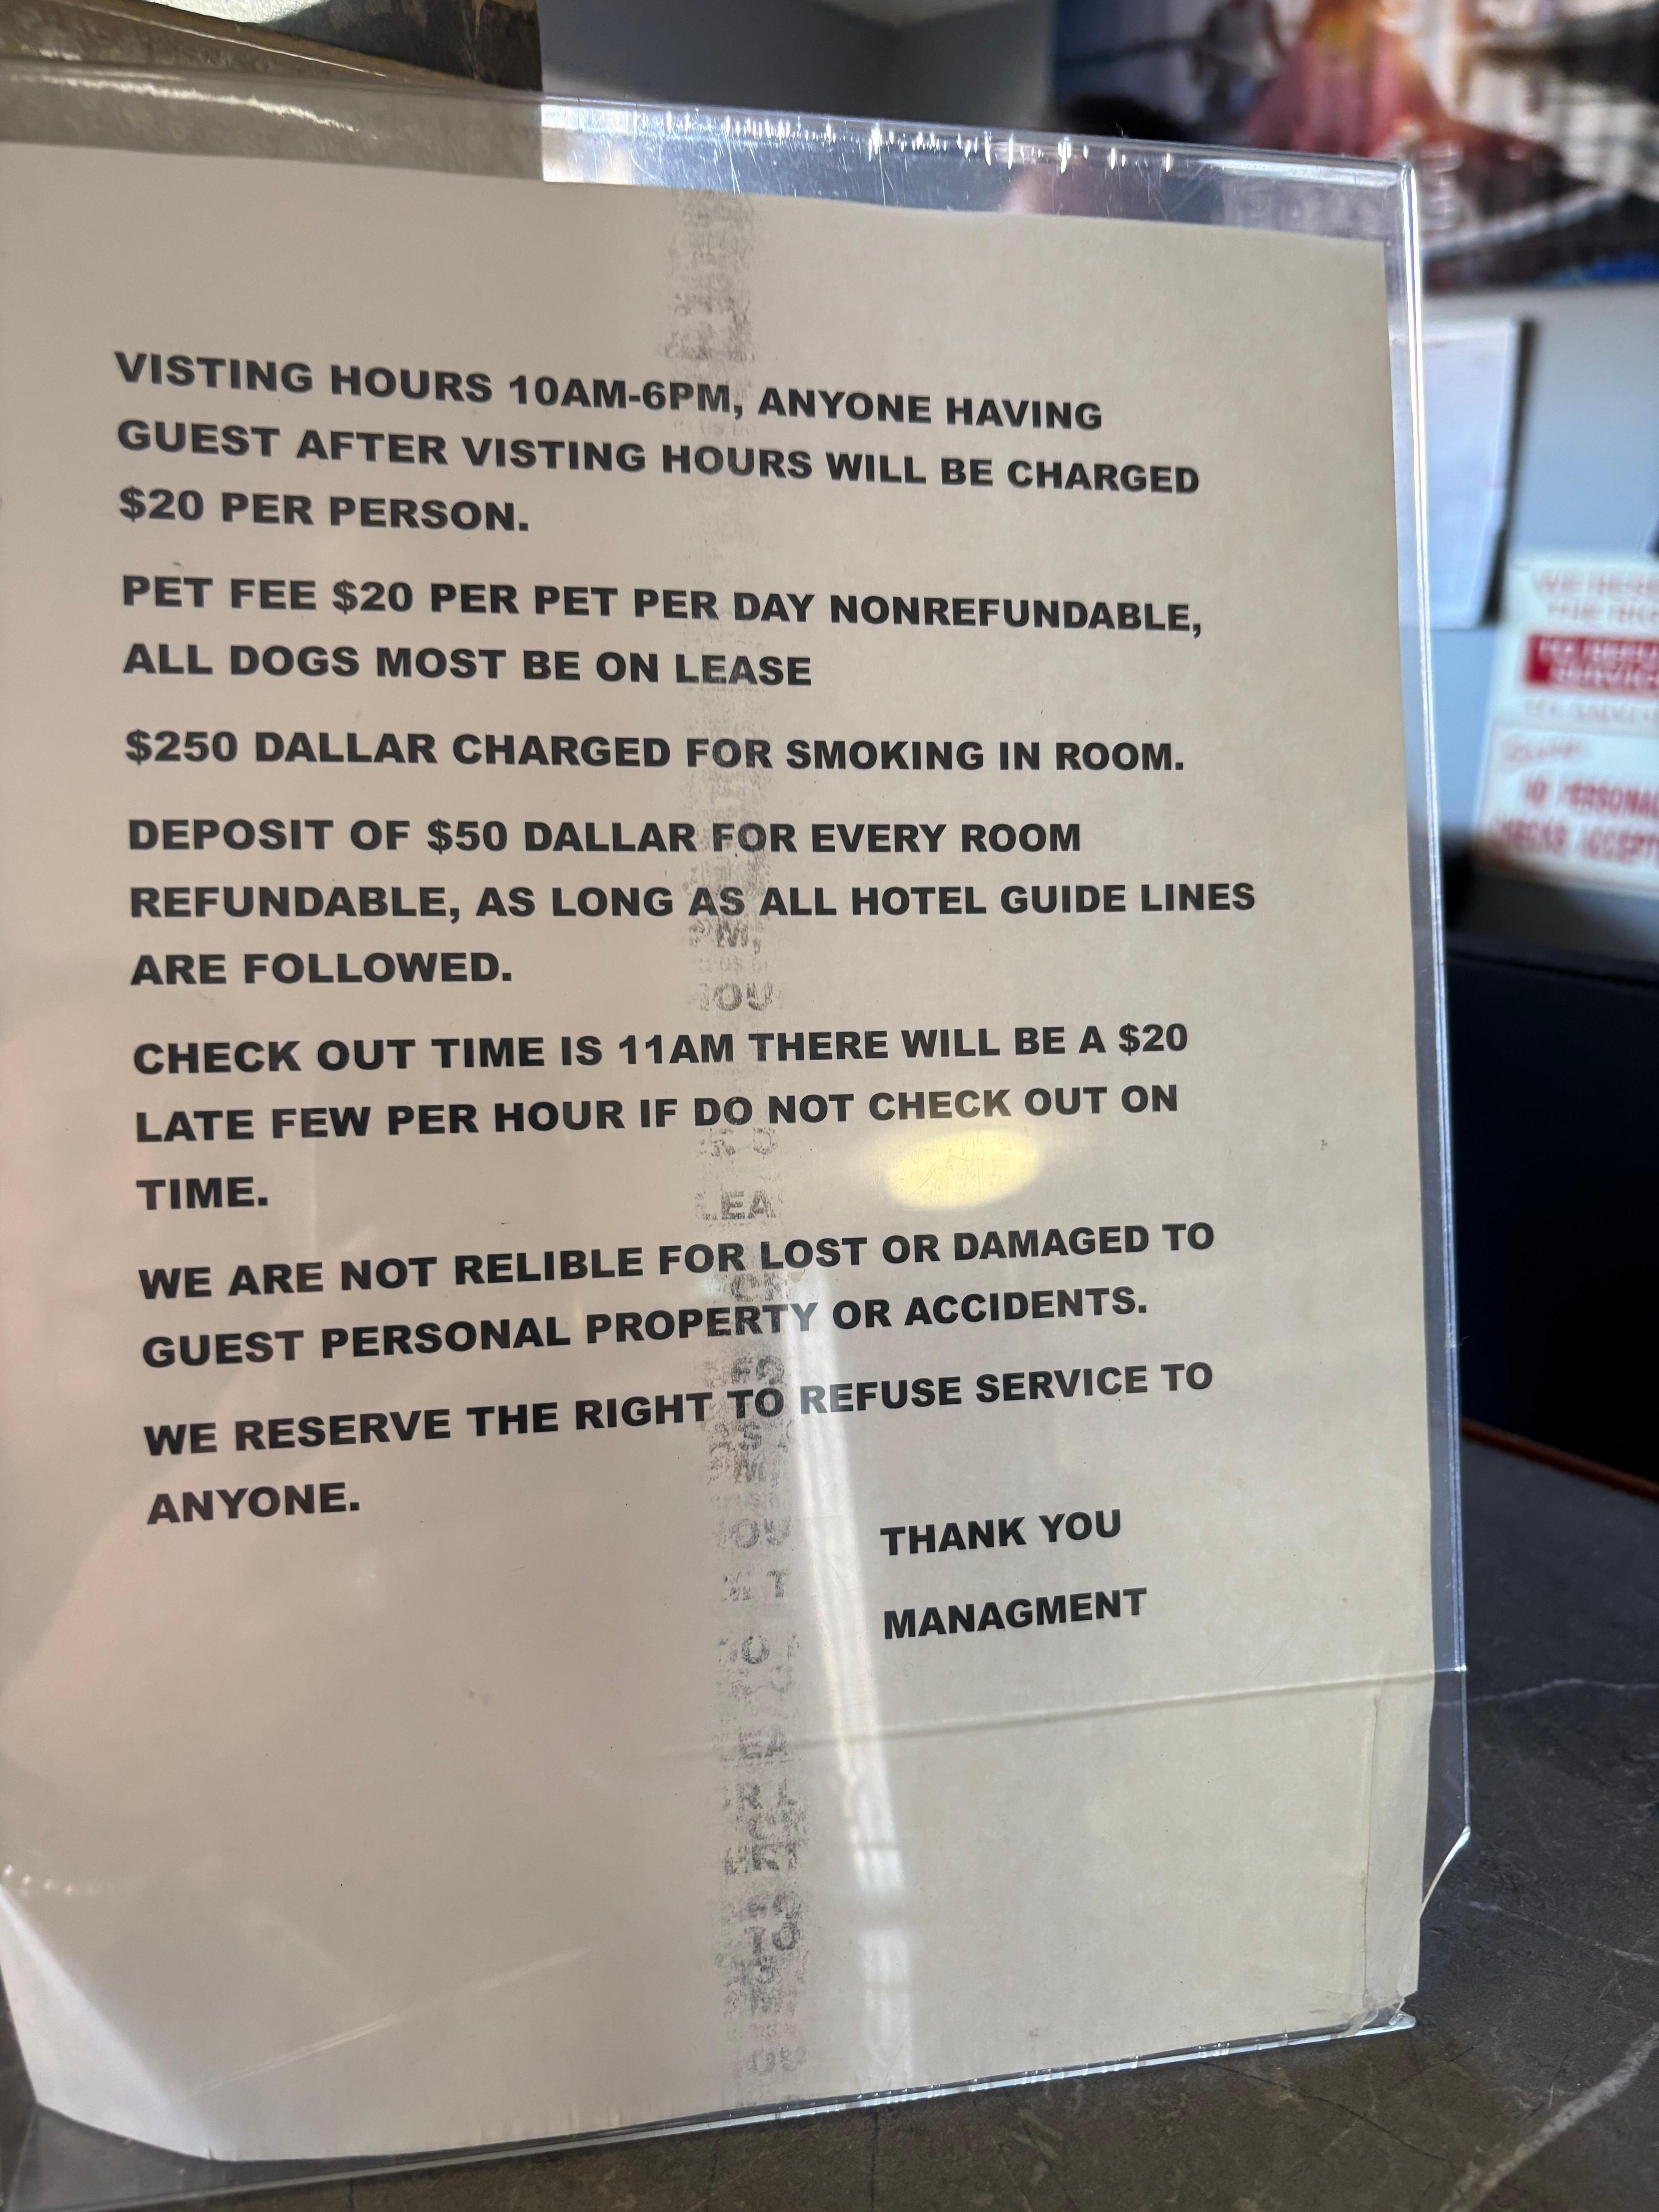 VISTING HOURS 10AM-6PM, ANYONE HAVING
GUEST AFTER VISTING HOURS WILL BE CHARGED
$20 PER PERSON.
PET FEE $20 PER PET PER DAY NONREFUNDABLE,
ALL DOGS MOST BE ON LEASE
$250 DALLAR CHARGED FOR SMOKING IN ROOM.
DEPOSIT OF $50 DALLAR FOR EVERY ROOM
REFUNDABLE, AS LONG AS ALL HOTEL GUIDE LINES
ARE FOLLOWED.
CHECK OUT TIME IS 11AM THERE WILL BE A $20
LATE FEW PER HOUR IF DO NOT CHECK OUT ON
TIME.
WE ARE NOT RELIBLE FOR LOST OR DAMAGED TO
GUEST PERSONAL PROPERTY OR ACCIDENTS.
WE RESERVE THE RIGHT TO REFUSE SERVICE TO
ANYONE.
THANK YOU
MANAGMENT